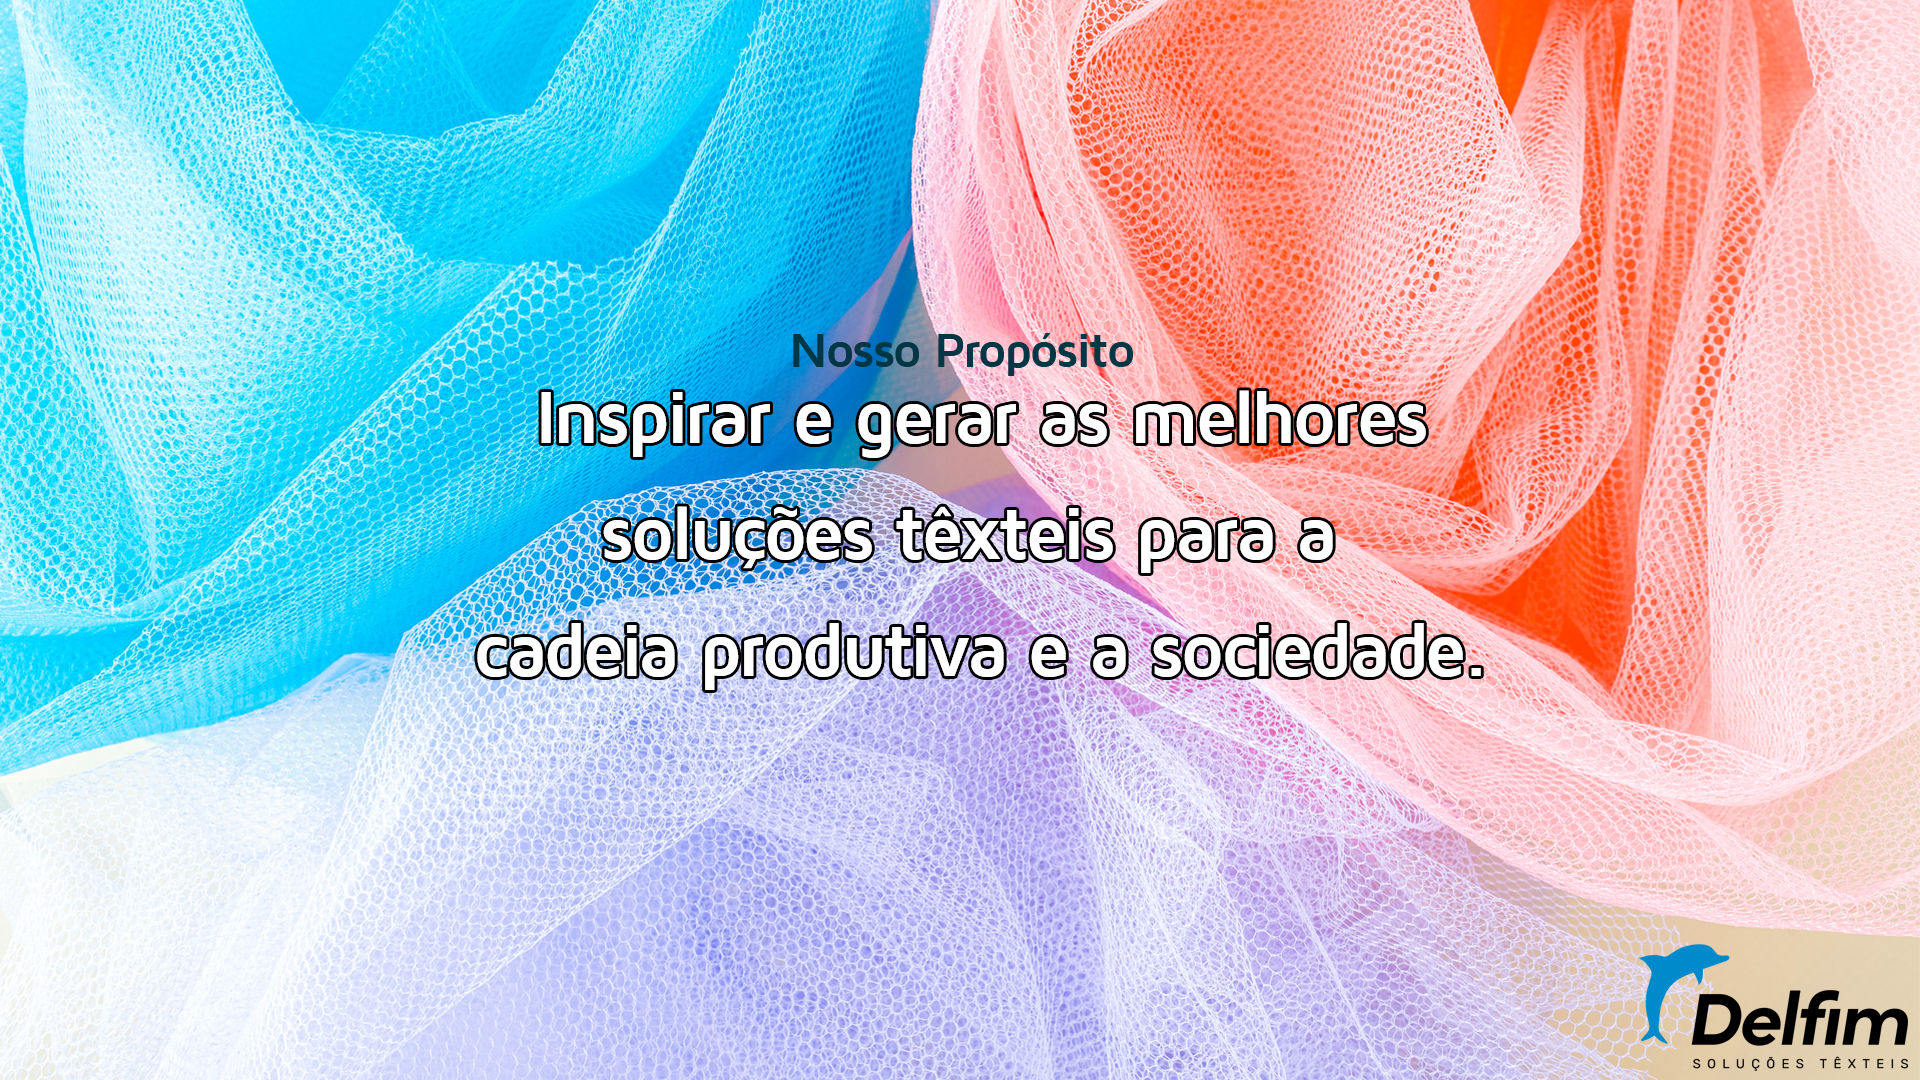 Nosso Propósito
Inspirar e gerar as melhores
soluções têxteis para a
cadeia produtiva e a sociedade.
Delfim
SOLUÇÕES TÊXTEIS